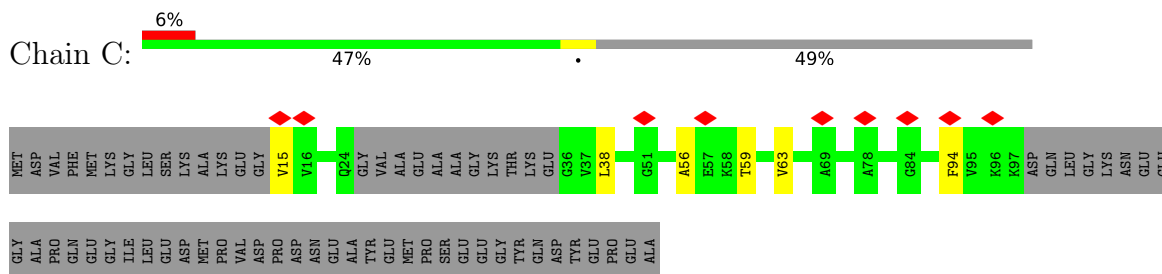 6%
Chain C:
47% • 49%
MET ASP VAL PHE MET LYS GLY LEU SER LYS ALA LYS GLU GLY V15 V16 Q24 GLY VAL ALA GLU ALA ALA GLY LYS THR LYS GLU G36 V37 L38 G51 A56 E57 K58 T59 V63 A69 A78 G84 F94 V95 K96 K97 ASP GLN LEU GLY LYS ASN GLU GLU
GLY ALA PRO GLN GLU GLY ILE LEU GLU ASP MET PRO VAL ASP PRO ASP ASN GLU ALA TYR GLU MET PRO SER GLU GLU GLY TYR GLN ASP TYR GLU PRO GLU ALA